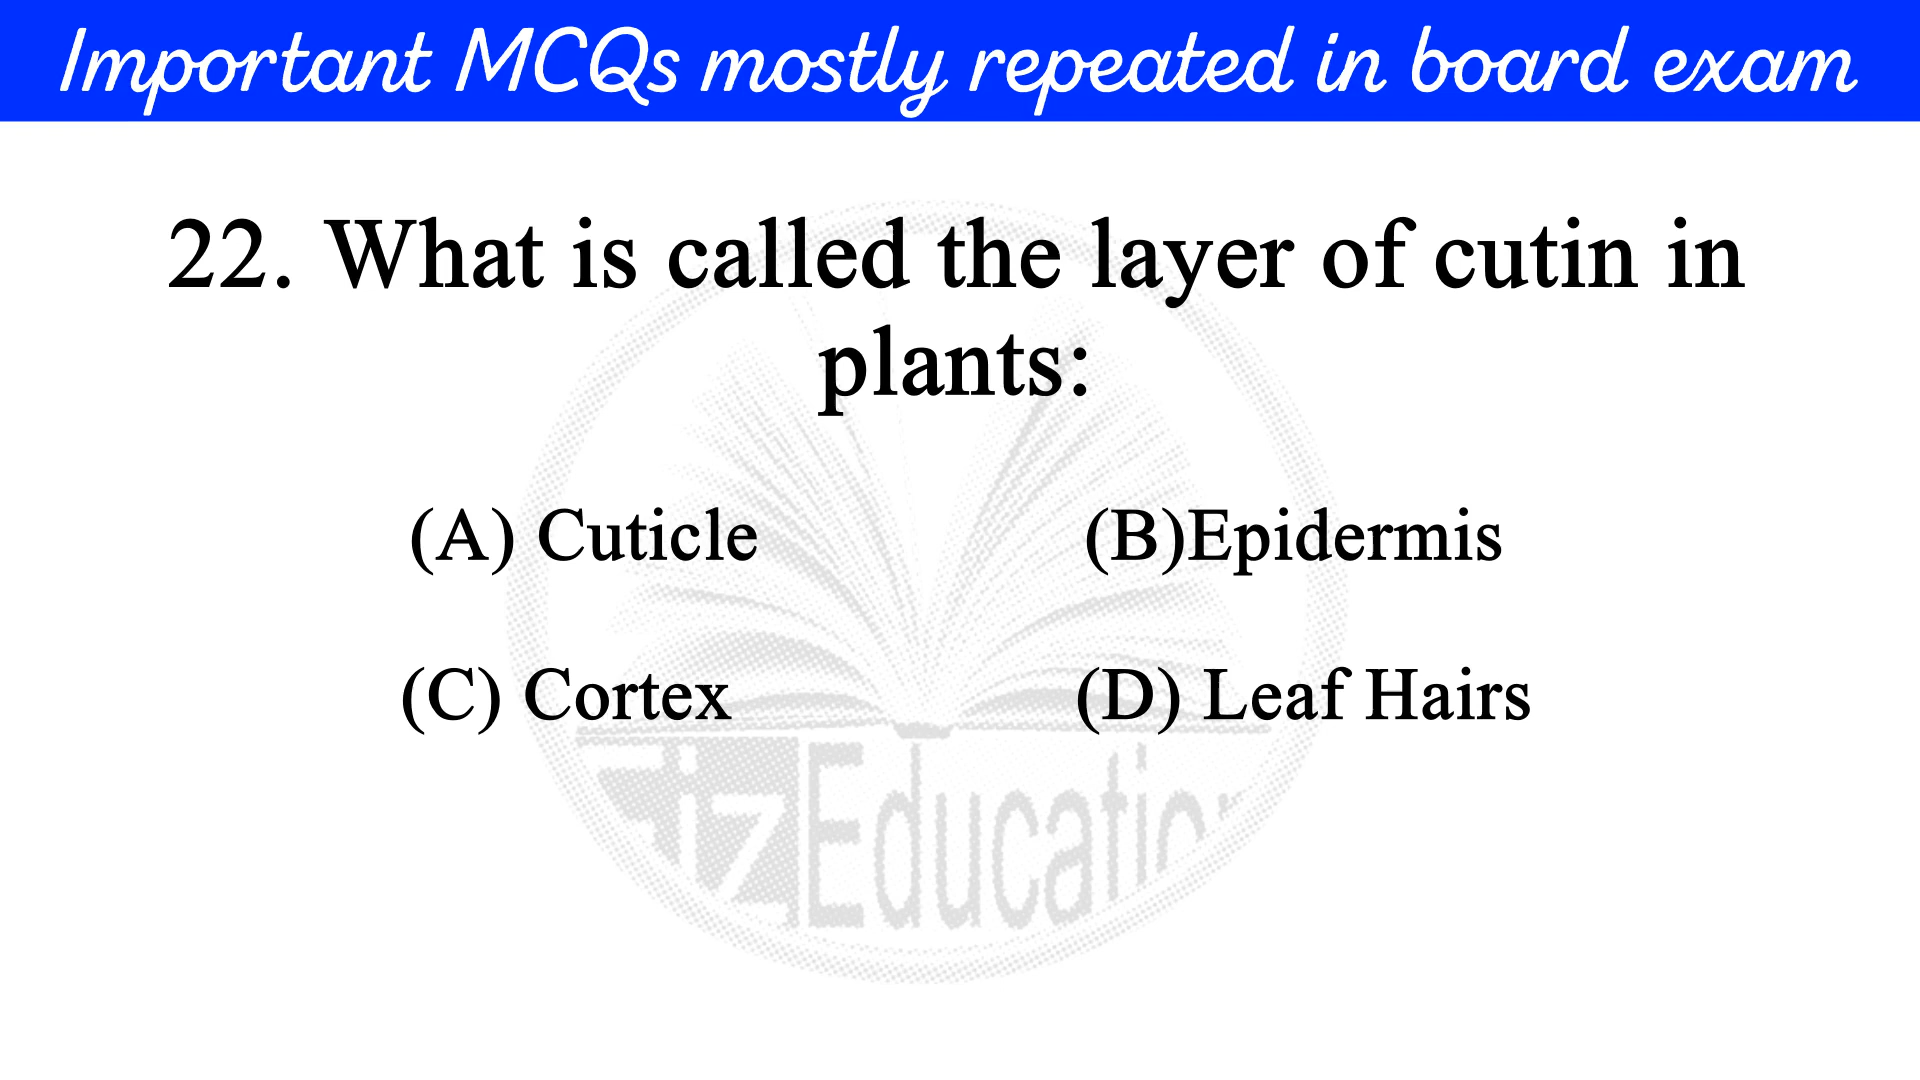 Important MCQs mostly repeated in board exam
22. What is called the layer of cutin in
plants:
(A) Cuticle (B)Epidermis
(C) Cortex (D) Leaf Hairs